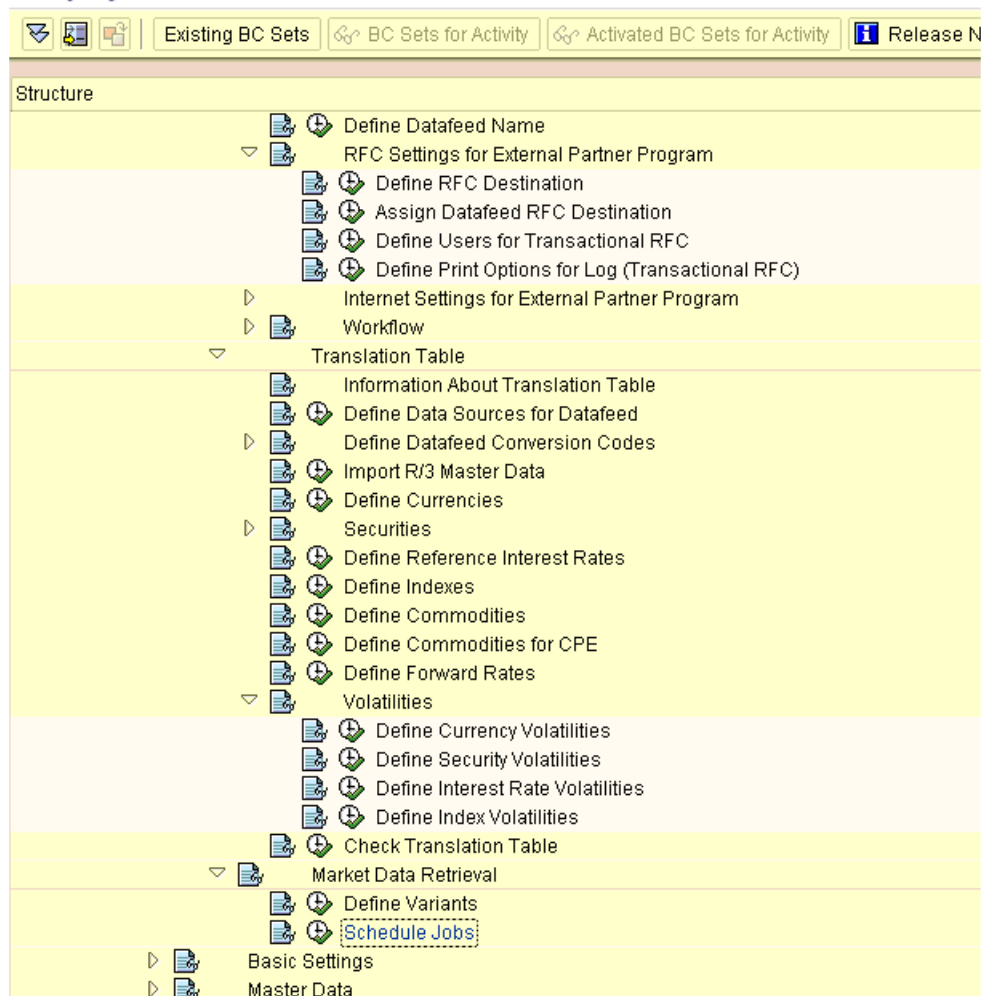 Existing BC Sets BC Sets for Activity Activated BC Sets for Activity Release N
Structure
Define Datafeed Name
RFC Settings for External Partner Program
Define RFC Destination
Assign Datafeed RFC Destination
Define Users for Transactional RFC
Define Print Options for Log (Transactional RFC)
Internet Settings for External Partner Program
Workflow
Translation Table
Information About Translation Table
Define Data Sources for Datafeed
Define Datafeed Conversion Codes
Import R/3 Master Data
Define Currencies
Securities
Define Reference Interest Rates
Define Indexes
Define Commodities
Define Commodities for CPE
Define Forward Rates
Volatilities
Define Currency Volatilities
Define Security Volatilities
Define Interest Rate Volatilities
Define Index Volatilities
Check Translation Table
Market Data Retrieval
Define Variants
Schedule Jobs
Basic Settings
Master Data